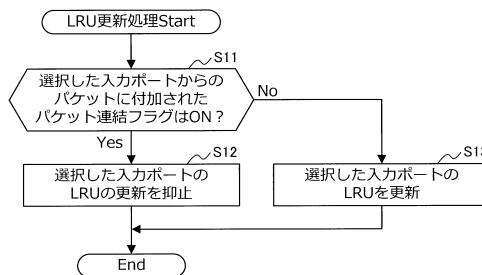 LRU更新処理Start
S11
選択した入力ポートからの
パケットに付加された
パケット連結フラグはON？
No
Yes
S12
選択した入力ポートの
LRUの更新を抑止
S13
選択した入力ポートの
LRUを更新
End